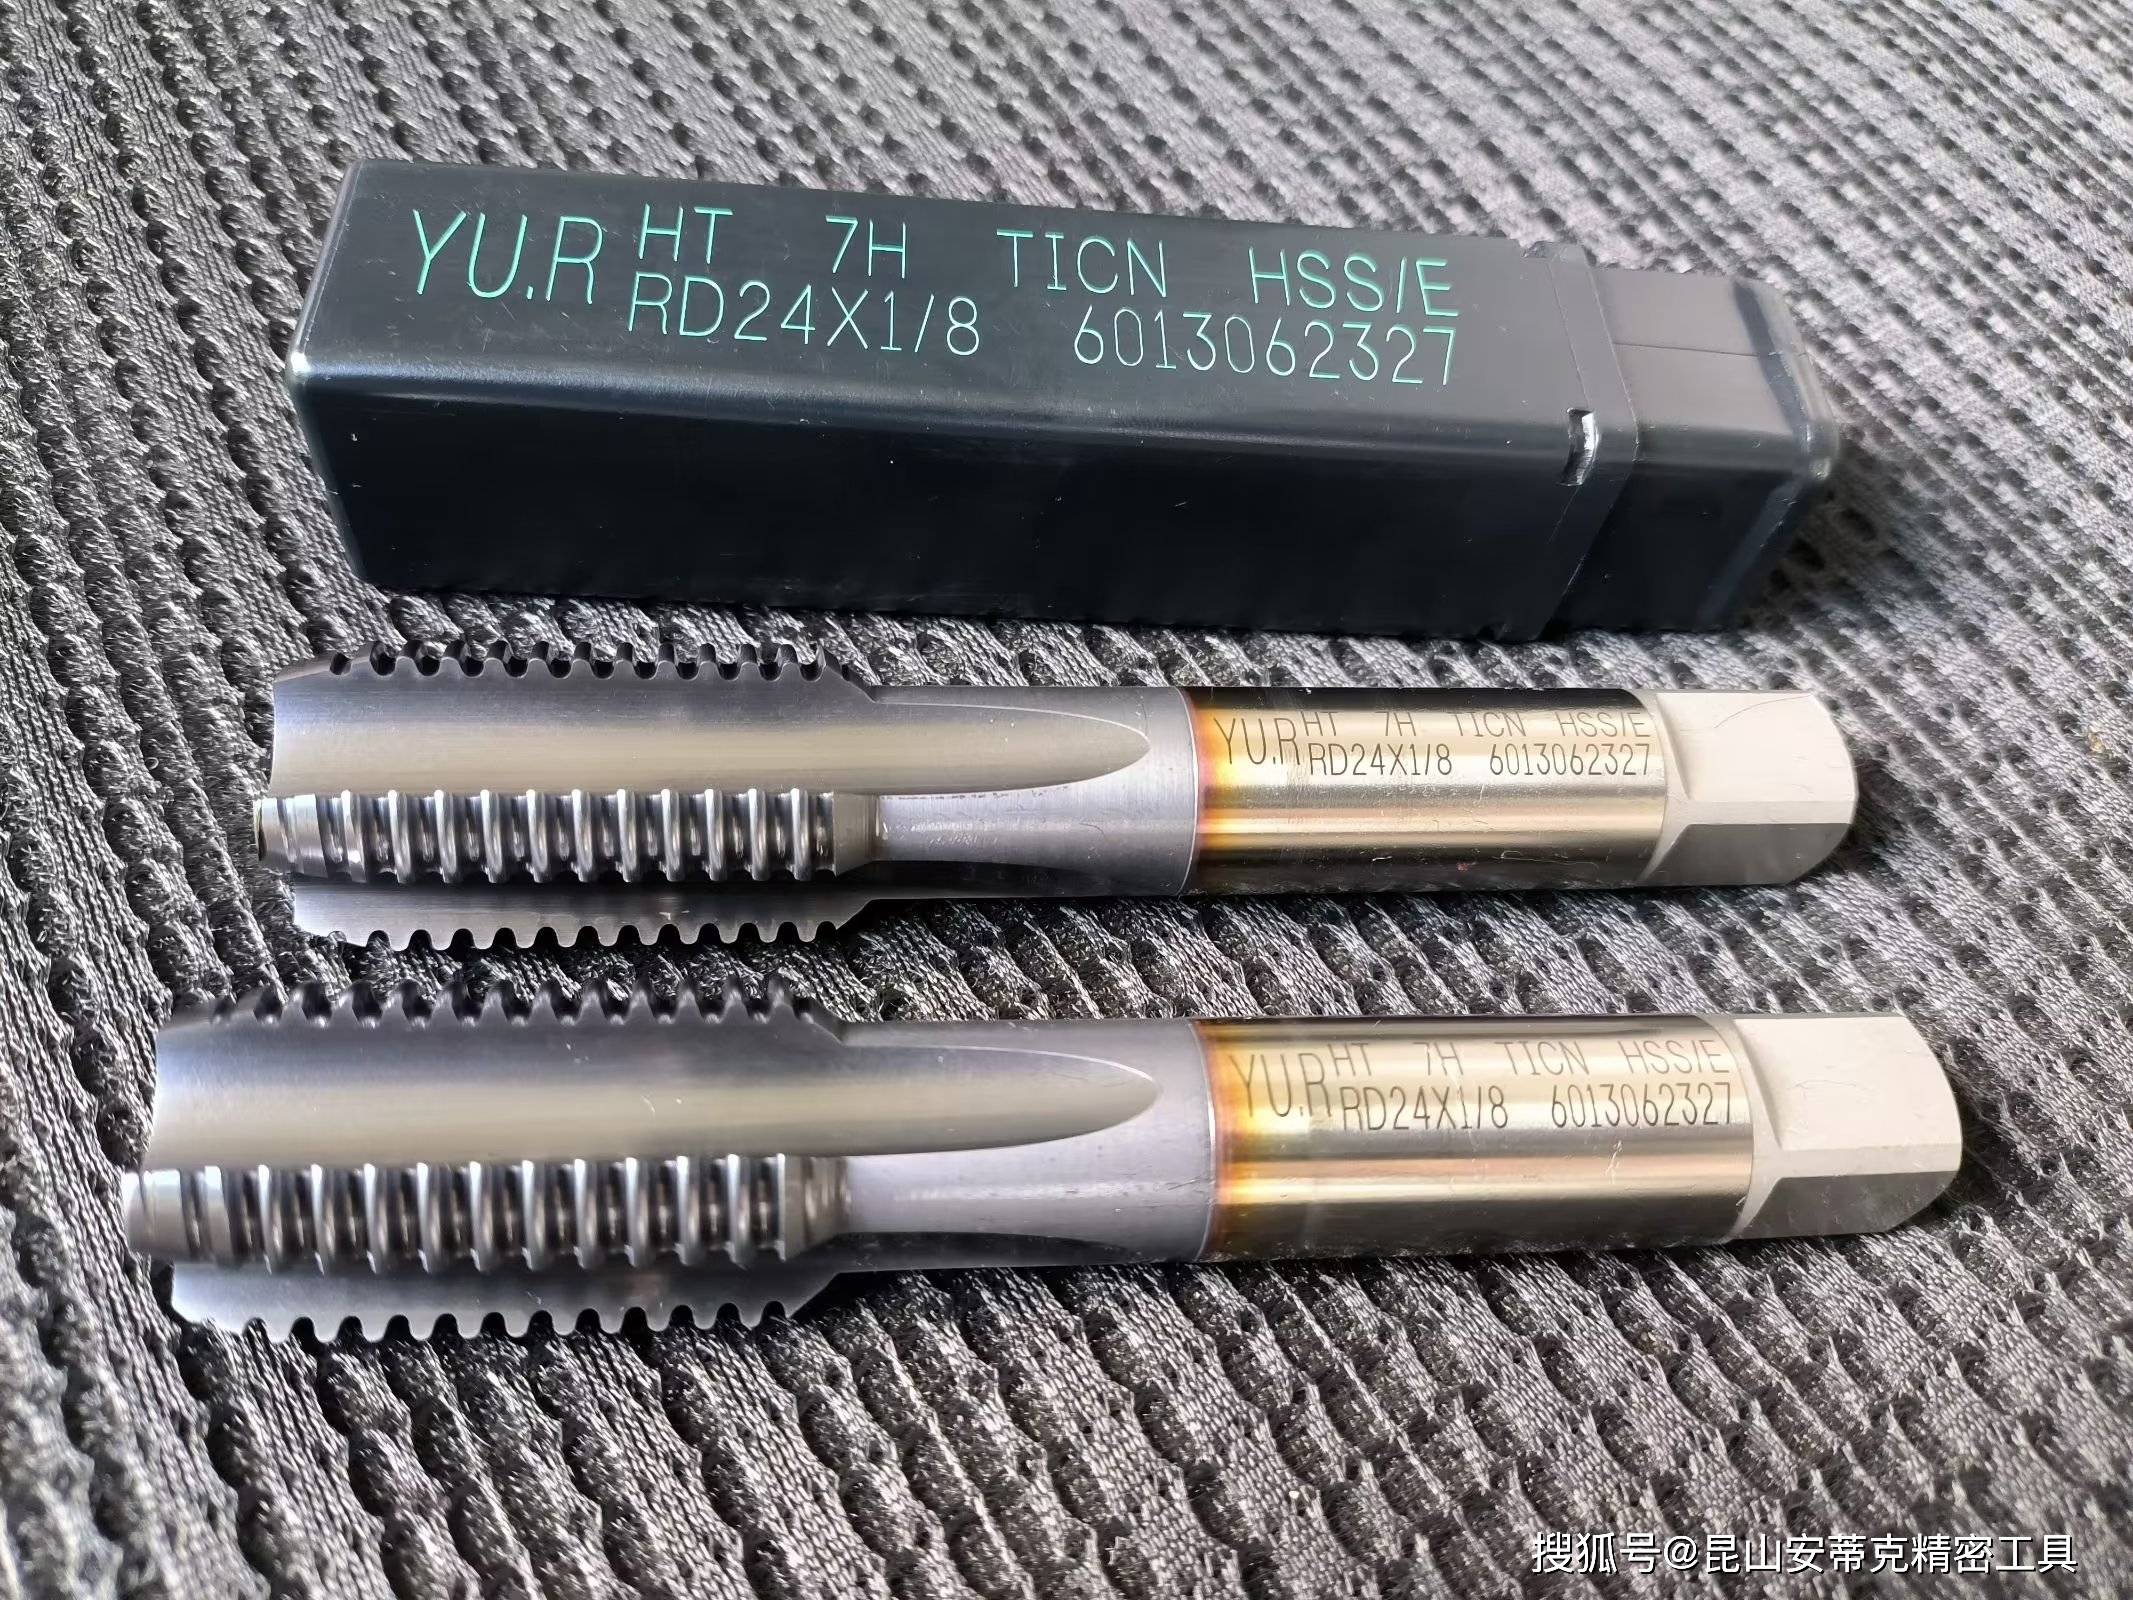 YU.R HT 7H TICN HSS/E
RD24X1/8 6013062327
YU.R HT 7H TICN HSS/E
RD24X1/8 6013062327
YU.R HT 7H TICN HSS/E
RD24X1/8 6013062327
搜狐号@昆山安蒂克精密工具